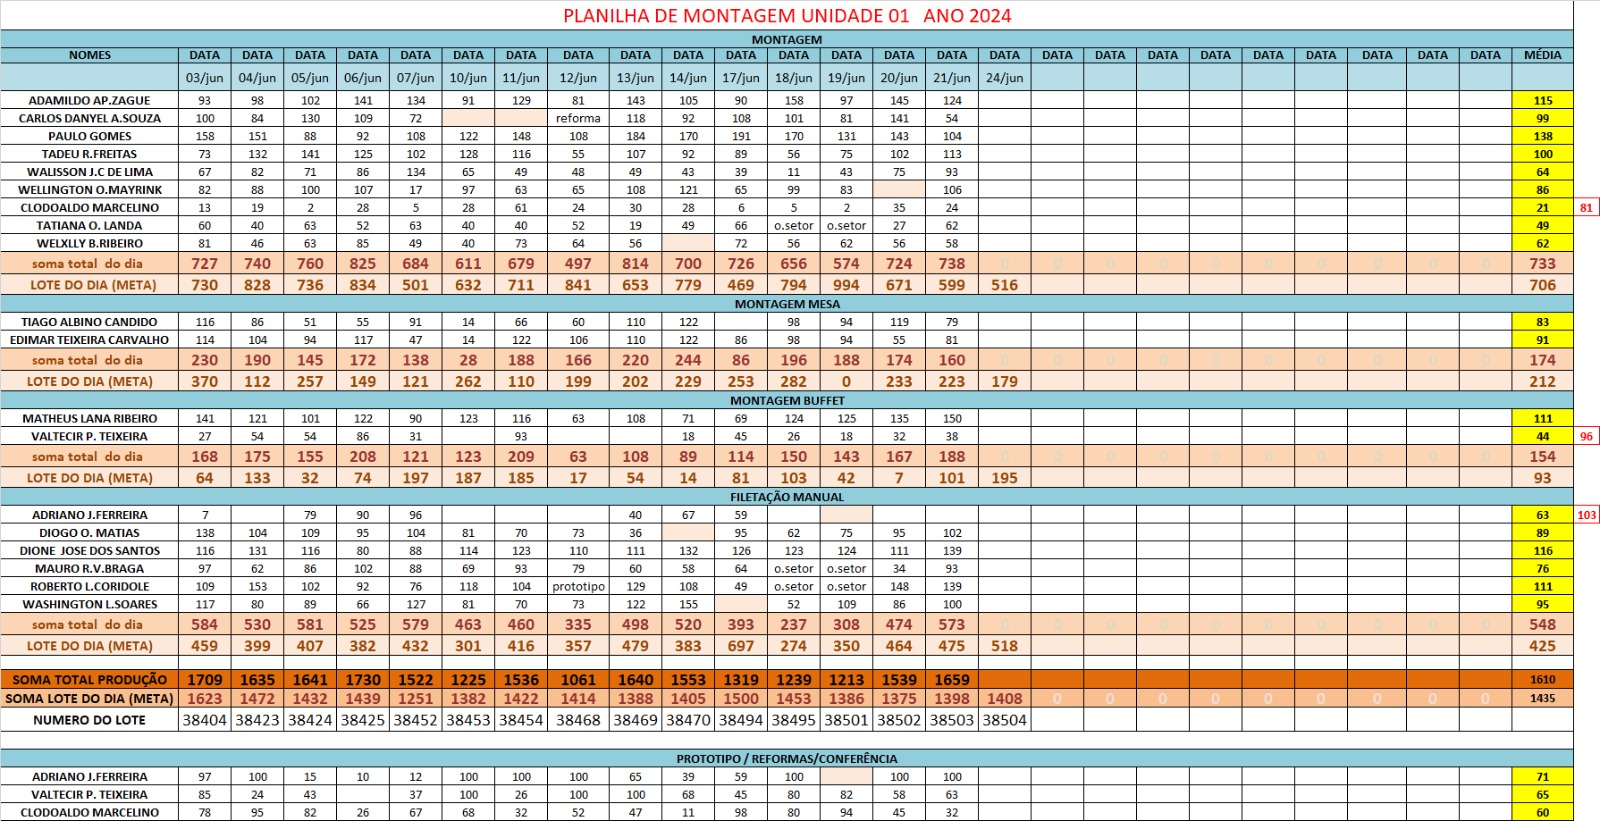 PLANILHA DE MONTAGEM UNIDADE 01 ANO 2024
MONTAGEM
NOMES DATA DATA DATA DATA DATA DATA DATA DATA DATA DATA DATA DATA DATA DATA DATA DATA DATA DATA DATA DATA DATA DATA DATA DATA DATA MÉDIA
03/jun 04/jun 05/jun 06/jun 07/jun 10/jun 11/jun 12/jun 13/jun 14/jun 17/jun 18/jun 19/jun 20/jun 21/jun 24/jun
ADAMILDO AP.ZAGUE 93 98 102 141 134 91 129 81 143 105 90 158 97 145 124 115
CARLOS DANYEL A.SOUZA 100 84 130 109 72 reforma 118 92 108 101 81 141 54 99
PAULO GOMES 158 151 88 92 108 122 148 108 184 170 191 170 131 143 104 138
TADEU R.FREITAS 73 132 141 125 102 128 116 55 107 92 89 56 75 102 113 100
WALISSON J.C DE LIMA 67 82 71 86 134 65 49 48 49 43 39 11 43 75 93 64
WELLINGTON O.MAYRINK 82 88 100 107 17 97 63 65 108 121 65 99 83 106 86
CLODOALDO MARCELINO 13 19 2 28 5 28 61 24 30 28 6 5 2 35 24 21 81
TATIANA O. LANDA 60 40 63 52 63 40 40 52 19 49 66 o.setor o.setor 27 62 49
WELXLLY B.RIBEIRO 81 46 63 85 49 40 73 64 56 72 56 62 56 58 62
soma total do dia 727 740 760 825 684 611 679 497 814 700 726 656 574 724 738 0 0 0 0 0 0 0 0 0 0 733
LOTE DO DIA (META) 730 828 736 834 501 632 711 841 653 779 469 794 994 671 599 516 706
MONTAGEM MESA
TIAGO ALBINO CANDIDO 116 86 51 55 91 14 66 60 110 122 98 94 119 79 83
EDIMAR TEIXEIRA CARVALHO 114 104 94 117 47 14 122 106 110 122 86 98 94 55 81 91
soma total do dia 230 190 145 172 138 28 188 166 220 244 86 196 188 174 160 0 0 0 0 0 0 0 0 0 0 174
LOTE DO DIA (META) 370 112 257 149 121 262 110 199 202 229 253 282 0 233 223 179 212
MONTAGEM BUFFET
MATHEUS LANA RIBEIRO 141 121 101 122 90 123 116 63 108 71 69 124 125 135 150 111
VALTECIR P. TEIXEIRA 27 54 54 86 31 93 18 45 26 18 32 38 44 96
soma total do dia 168 175 155 208 121 123 209 63 108 89 114 150 143 167 188 0 0 0 0 0 0 0 0 0 0 154
LOTE DO DIA (META) 64 133 32 74 197 187 185 17 54 14 81 103 42 7 101 195 93
FILETAÇÃO MANUAL
ADRIANO J.FERREIRA 7 79 90 96 40 67 59 63 103
DIOGO O. MATIAS 138 104 109 95 104 81 70 73 36 95 62 75 95 102 89
DIONE JOSE DOS SANTOS 116 131 116 80 88 114 123 110 111 132 126 123 124 111 139 116
MAURO R.V.BRAGA 97 62 86 102 88 69 93 79 60 58 64 o.setor o.setor 34 93 76
ROBERTO L.CORIDOLE 109 153 102 92 76 118 104 prototipo 129 108 49 o.setor o.setor 148 139 111
WASHINGTON L.SOARES 117 80 89 66 127 81 70 73 122 155 52 109 86 100 95
soma total do dia 584 530 581 525 579 463 460 335 498 520 393 237 308 474 573 0 0 0 0 0 0 0 0 0 0 548
LOTE DO DIA (META) 459 399 407 382 432 301 416 357 479 383 697 274 350 464 475 518 425
SOMA TOTAL PRODUÇÃO 1709 1635 1641 1730 1522 1225 1536 1061 1640 1553 1319 1239 1213 1539 1659 1610
SOMA LOTE DO DIA (META) 1623 1472 1432 1439 1251 1382 1422 1414 1388 1405 1500 1453 1386 1375 1398 1408 0 0 0 0 0 0 0 0 0 1435
NUMERO DO LOTE 38404 38423 38424 38425 38452 38453 38454 38468 38469 38470 38494 38495 38501 38502 38503 38504
PROTOTIPO / REFORMAS/CONFERÊNCIA
ADRIANO J.FERREIRA 97 100 15 10 12 100 100 100 65 39 59 100 100 100 71
VALTECIR P. TEIXEIRA 85 24 43 37 100 26 100 100 68 45 80 82 58 63 65
CLODOALDO MARCELINO 78 95 82 26 67 68 32 52 47 11 98 80 94 45 32 60